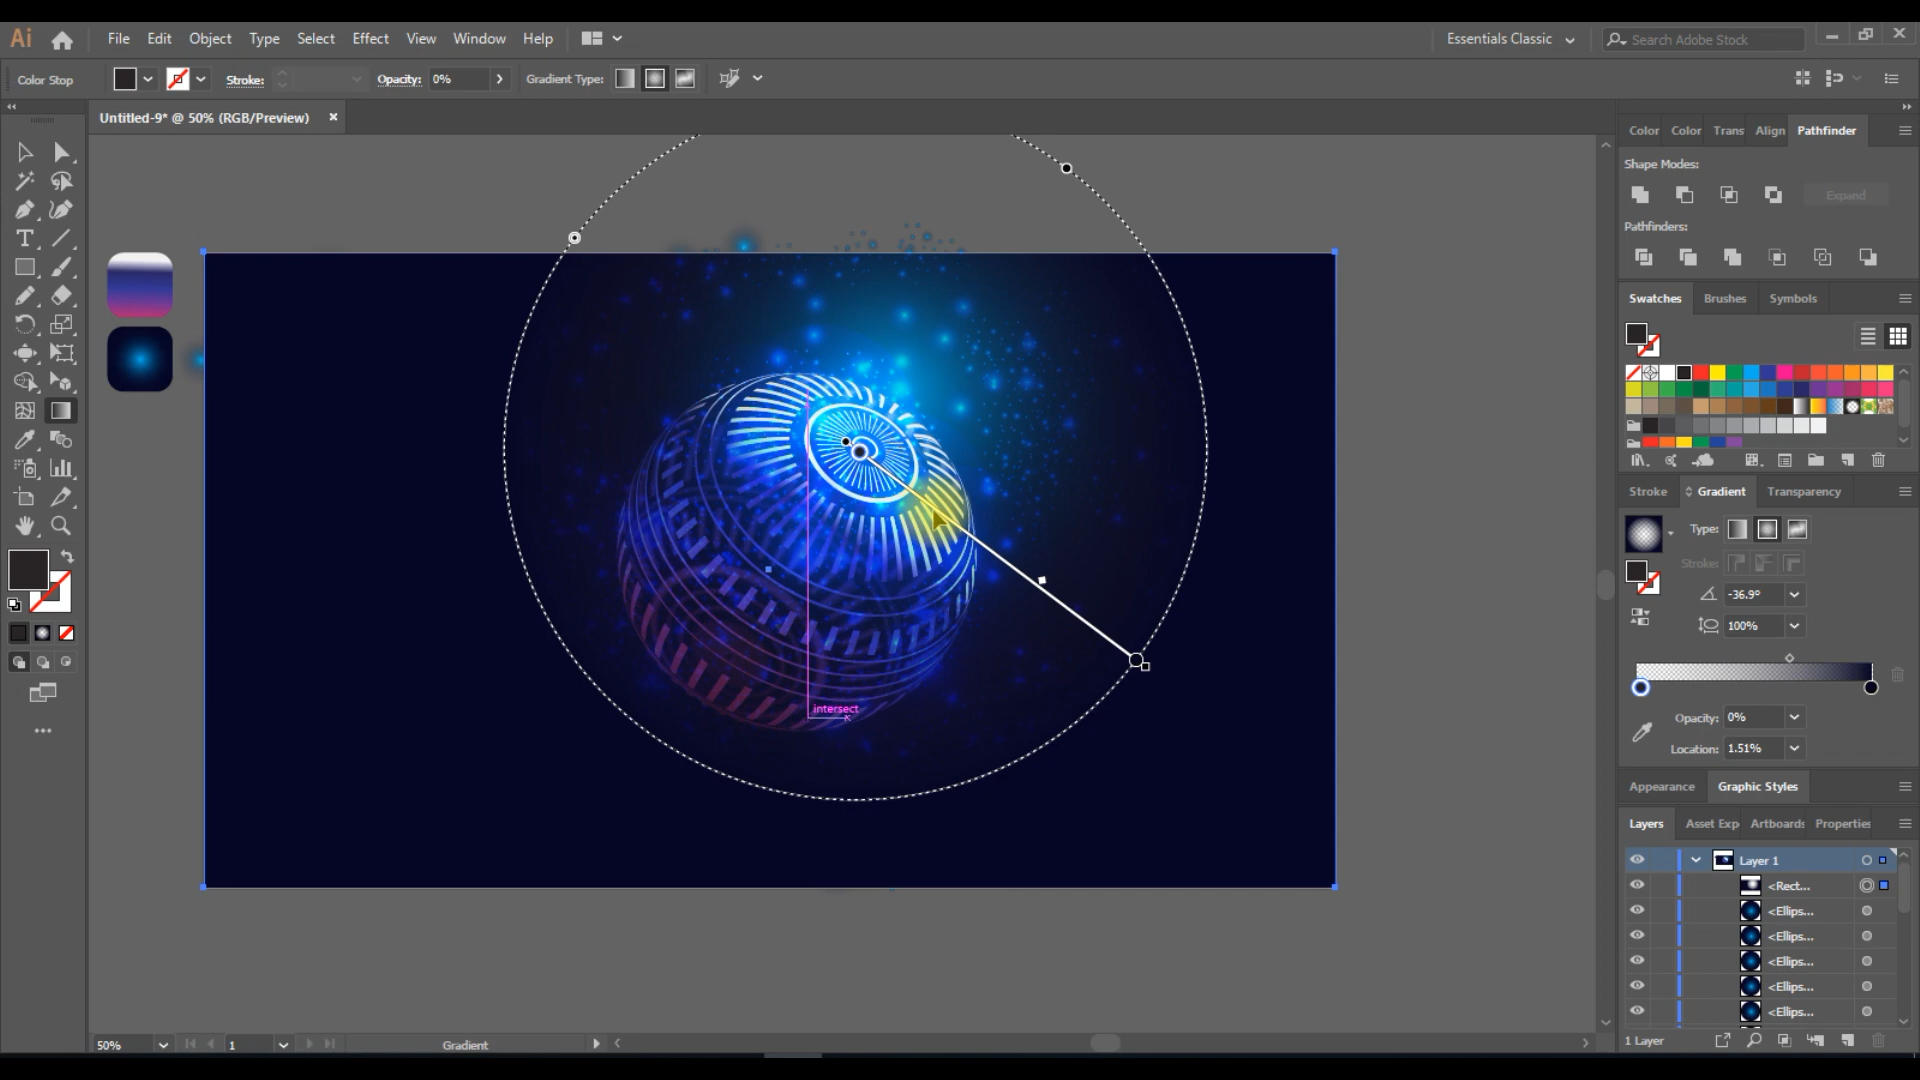 Ai File Edit Object Type Select Effect View Window Help Essentials Classic Search Adobe Stock
Color Stop Stroke: Opacity: 0% Gradient Type:
Untitled-9* @ 50% (RGB/Preview) ×
Color Color Trans Align Pathfinder
Shape Modes:
Expand
Pathfinders:
Swatches Brushes Symbols
Stroke Gradient Transparency
Type:
Stroke:
-36.9°
100%
Opacity: 0%
Location: 1.51%
intersect
Appearance Graphic Styles
Layers Asset Exp Artboards Properties
Layer 1
<Rect...
<Ellips...
<Ellips...
<Ellips...
<Ellips...
<Ellips...
50% 1 Gradient
1 Layer